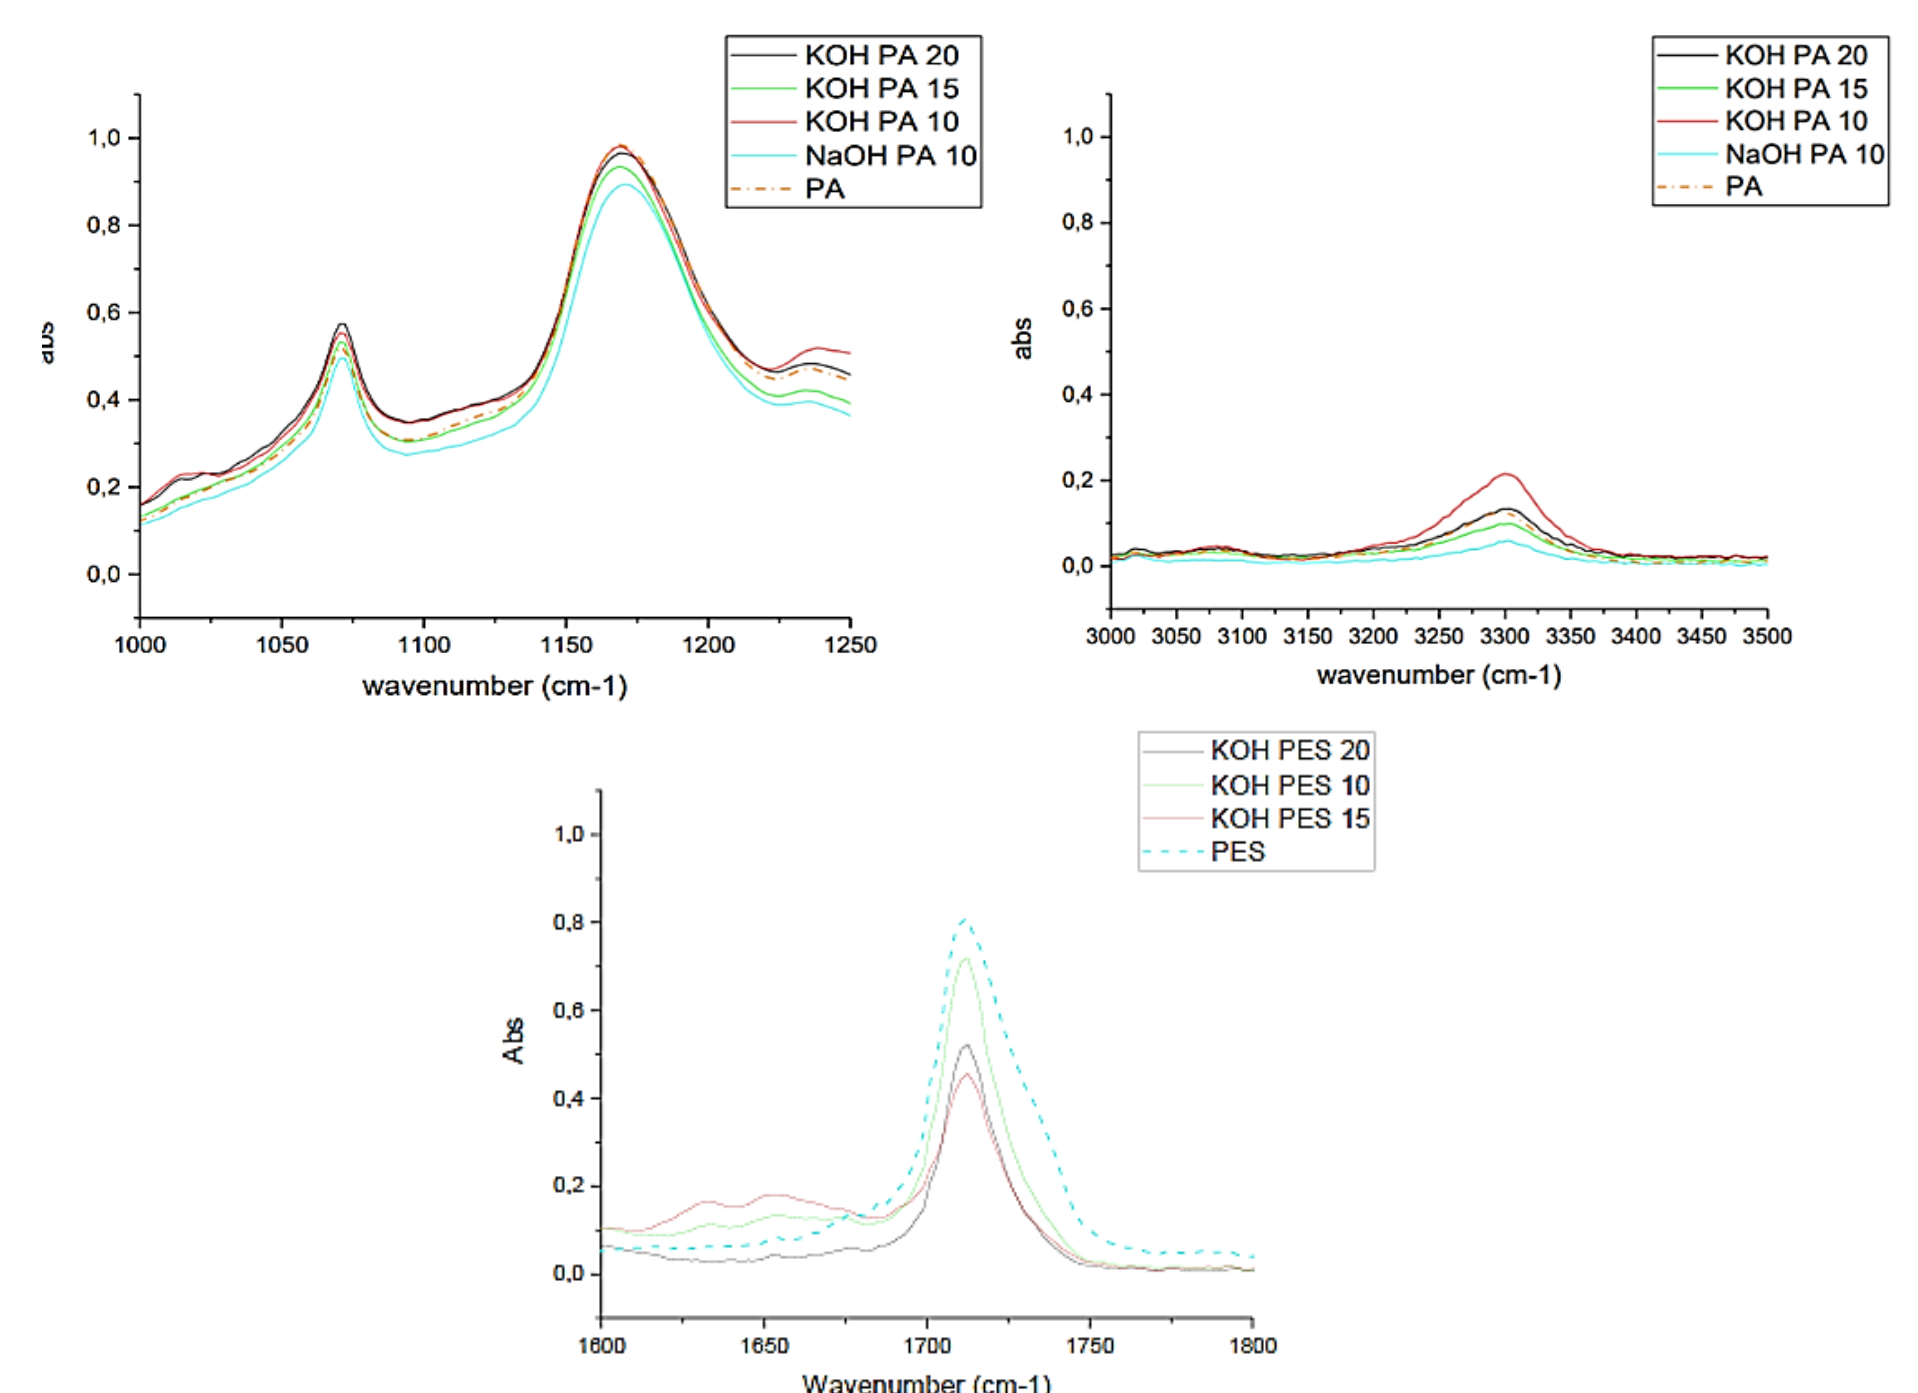 KOH PA 20
KOH PA 15
KOH PA 10
NaOH PA 10
PA
abs
1,0
0,8
0,6
0,4
0,2
0,0
1000 1050 1100 1150 1200 1250
wavenumber (cm-1)
KOH PA 20
KOH PA 15
KOH PA 10
NaOH PA 10
PA
abs
1,0
0,8
0,6
0,4
0,2
0,0
3000 3050 3100 3150 3200 3250 3300 3350 3400 3450 3500
wavenumber (cm-1)
KOH PES 20
KOH PES 10
KOH PES 15
PES
Abs
1,0
0,8
0,6
0,4
0,2
0,0
1600 1650 1700 1750 1800
Wavenumber (cm-1)